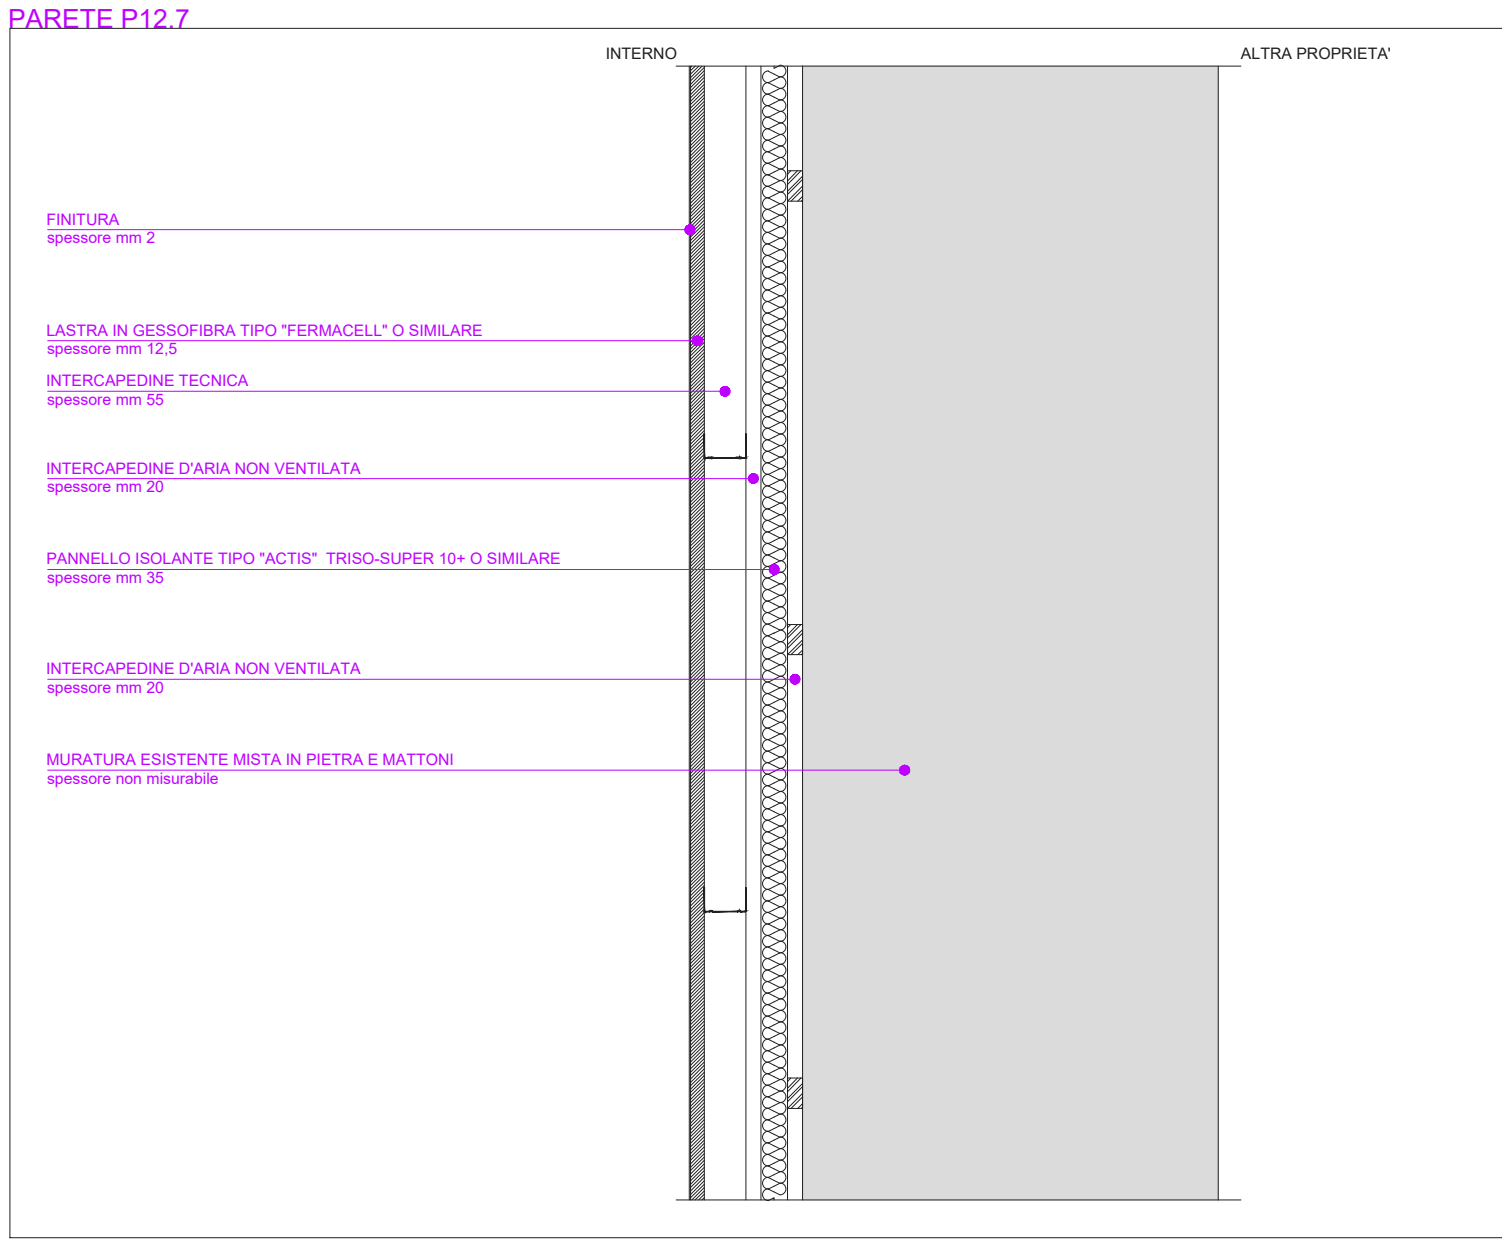 PARETE P12.7
INTERNO
ALTRA PROPRIETA'
FINITURA
spessore mm 2
LASTRA IN GESSOFIBRA TIPO "FERMACELL" O SIMILARE
spessore mm 12,5
INTERCAPEDINE TECNICA
spessore mm 55
INTERCAPEDINE D'ARIA NON VENTILATA
spessore mm 20
PANNELLO ISOLANTE TIPO "ACTIS"  TRISO-SUPER 10+ O SIMILARE
spessore mm 35
INTERCAPEDINE D'ARIA NON VENTILATA
spessore mm 20
MURATURA ESISTENTE MISTA IN PIETRA E MATTONI
spessore non misurabile